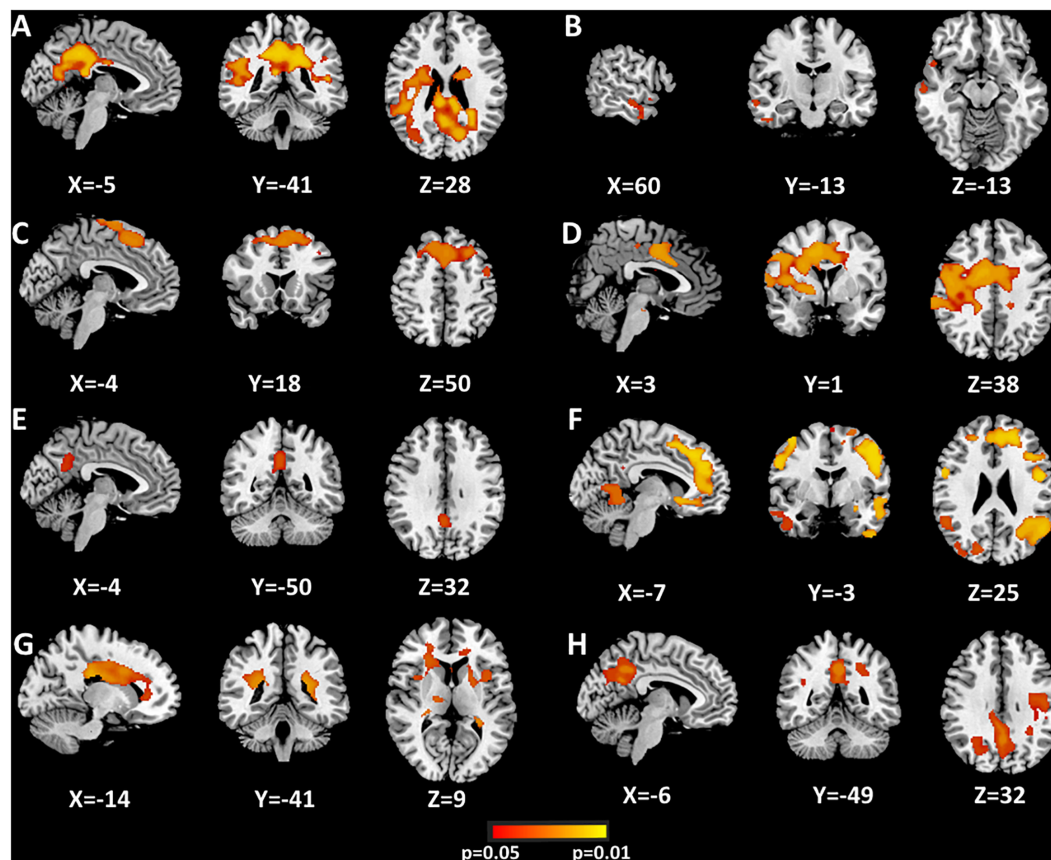 A B
X=-5 Y=-41 Z=28 X=60 Y=-13 Z=-13
C D
X=-4 Y=18 Z=50 X=3 Y=1 Z=38
E F
X=-4 Y=-50 Z=32 X=-7 Y=-3 Z=25
G H
X=-14 Y=-41 Z=9 X=-6 Y=-49 Z=32
p=0.05 p=0.01